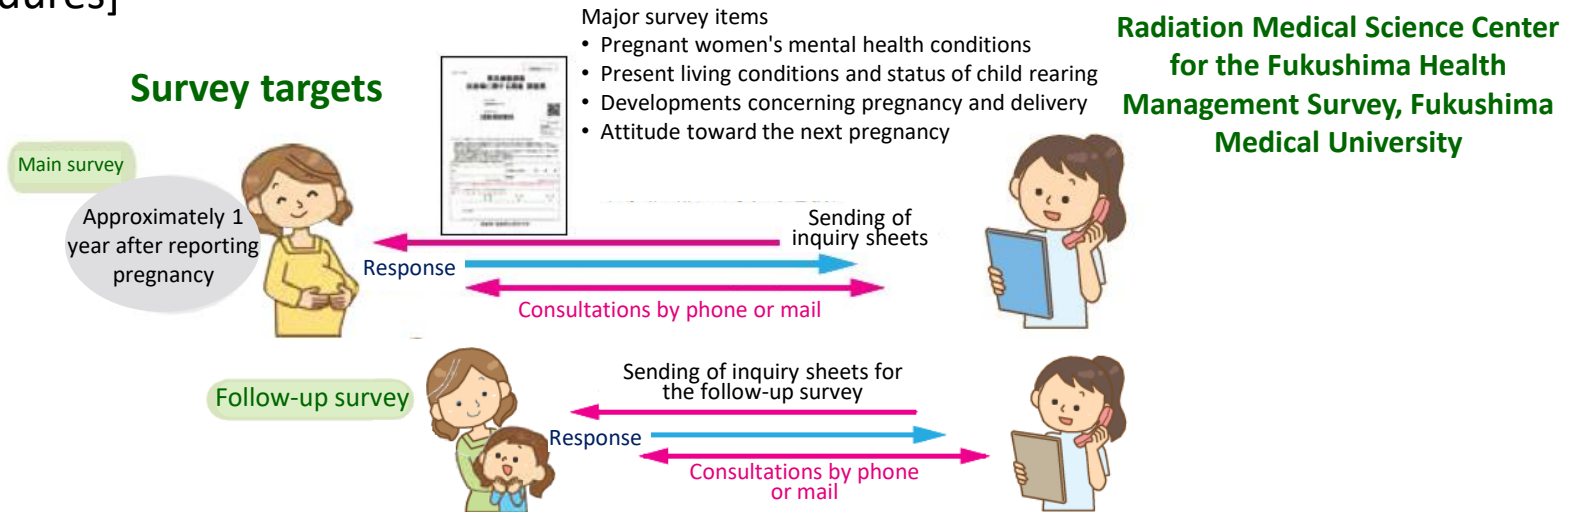 dures]
Major survey items
• Pregnant women's mental health conditions
• Present living conditions and status of child rearing
• Developments concerning pregnancy and delivery
• Attitude toward the next pregnancy
Radiation Medical Science Center
for the Fukushima Health
Management Survey, Fukushima
Medical University
Survey targets
Main survey
Approximately 1
year after reporting
pregnancy
Sending of
inquiry sheets
Response
Consultations by phone or mail
Follow-up survey
Sending of inquiry sheets for
the follow-up survey
Response
Consultations by phone
or mail